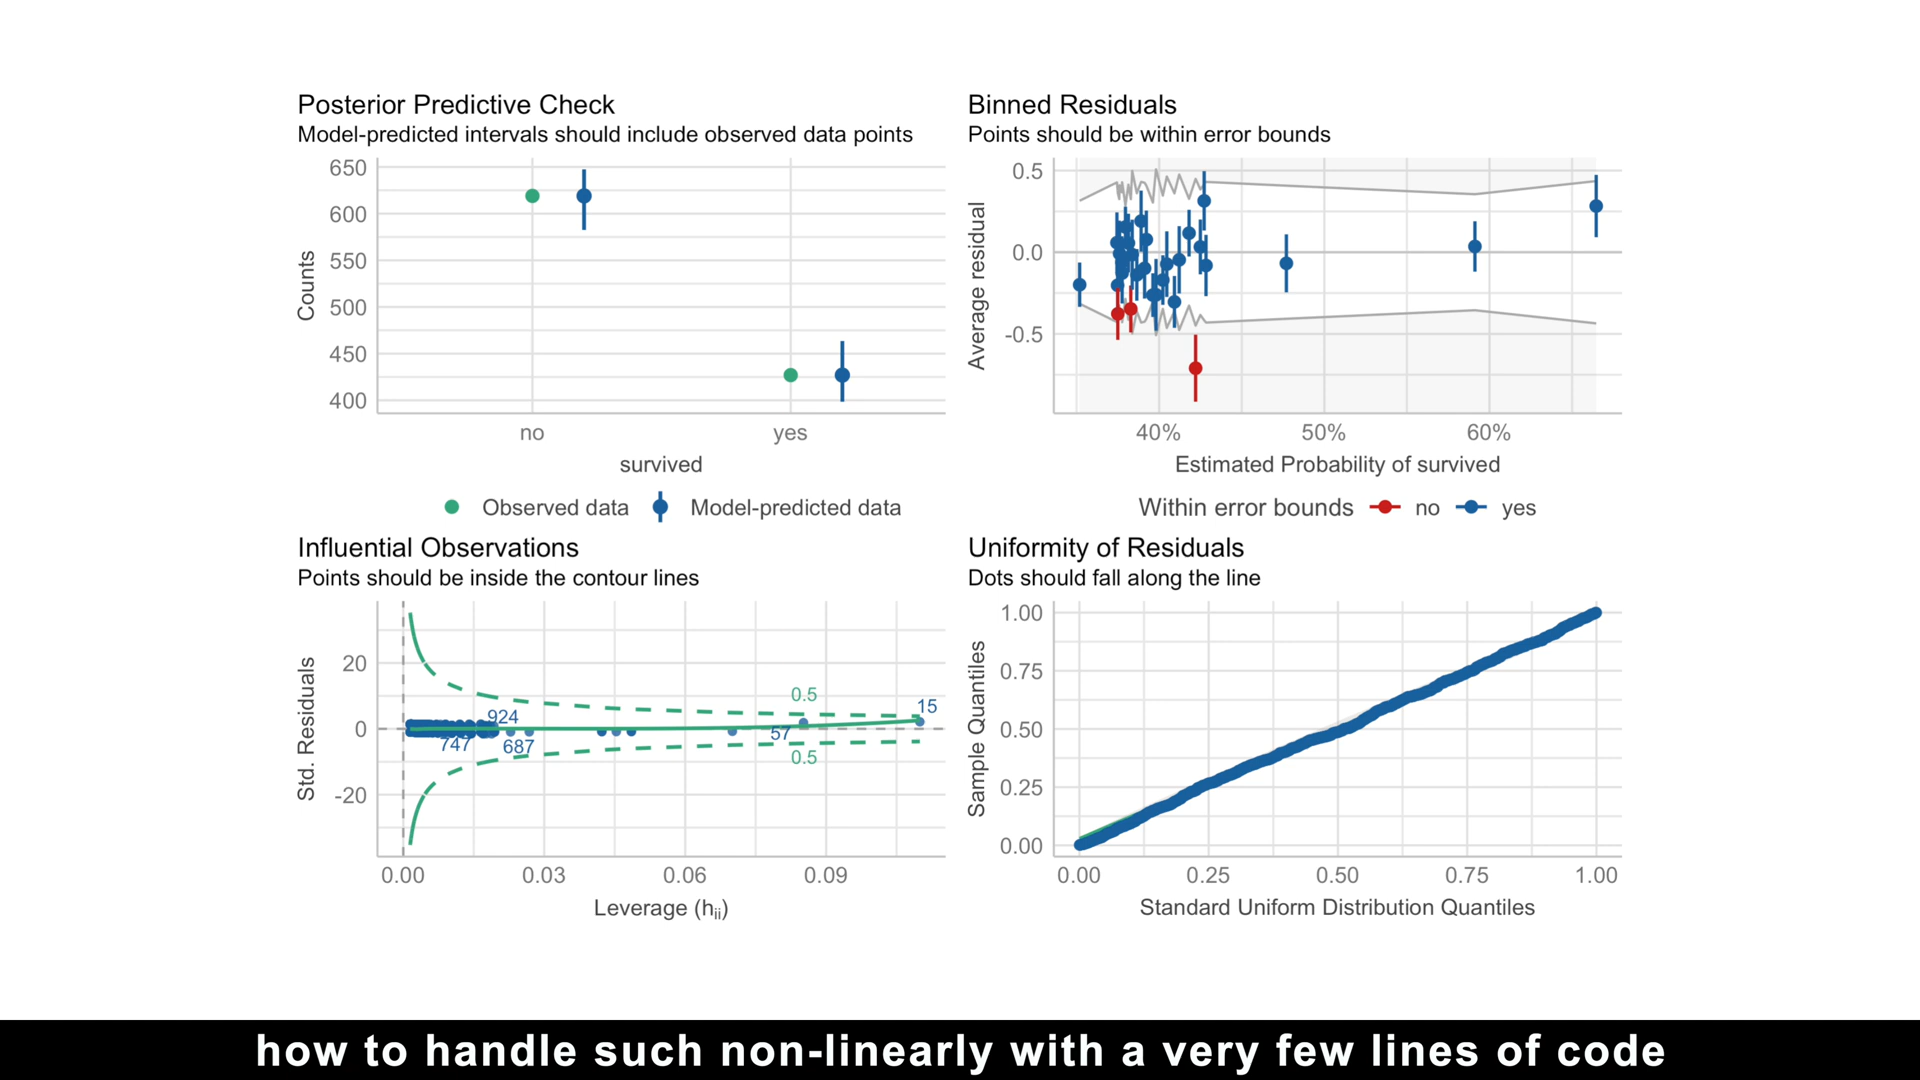 Posterior Predictive Check
Model-predicted intervals should include observed data points
650
600
550
500
450
400
Counts
no
yes
survived
Observed data
Model-predicted data
Binned Residuals
Points should be within error bounds
0.5
0.0
-0.5
Average residual
40%
50%
60%
Estimated Probability of survived
Within error bounds
no
yes
Influential Observations
Points should be inside the contour lines
20
0
-20
Std. Residuals
924
747
687
0.5
57
0.5
15
0.00
0.03
0.06
0.09
Leverage (hii)
Uniformity of Residuals
Dots should fall along the line
1.00
0.75
0.50
0.25
0.00
Sample Quantiles
0.00
0.25
0.50
0.75
1.00
Standard Uniform Distribution Quantiles
how to handle such non-linearly with a very few lines of code